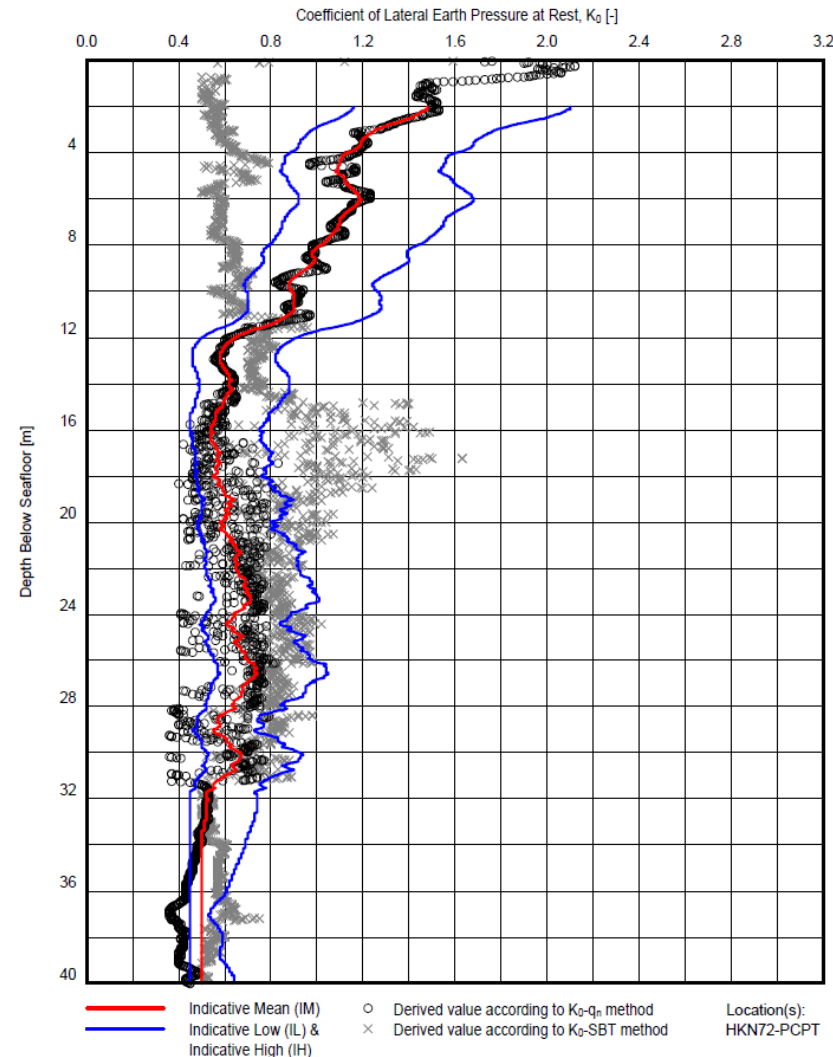 Coefficient of Lateral Earth Pressure at Rest, K₀ [-]
0.0 0.4 0.8 1.2 1.6 2.0 2.4 2.8 3.2
4
8
12
16
20
24
28
32
36
40
Depth Below Seafloor [m]
Indicative Mean (IM)
Indicative Low (IL) &
Indicative High (IH)
Derived value according to K₀-qₙ method
Derived value according to K₀-SBT method
Location(s):
HKN72-PCPT